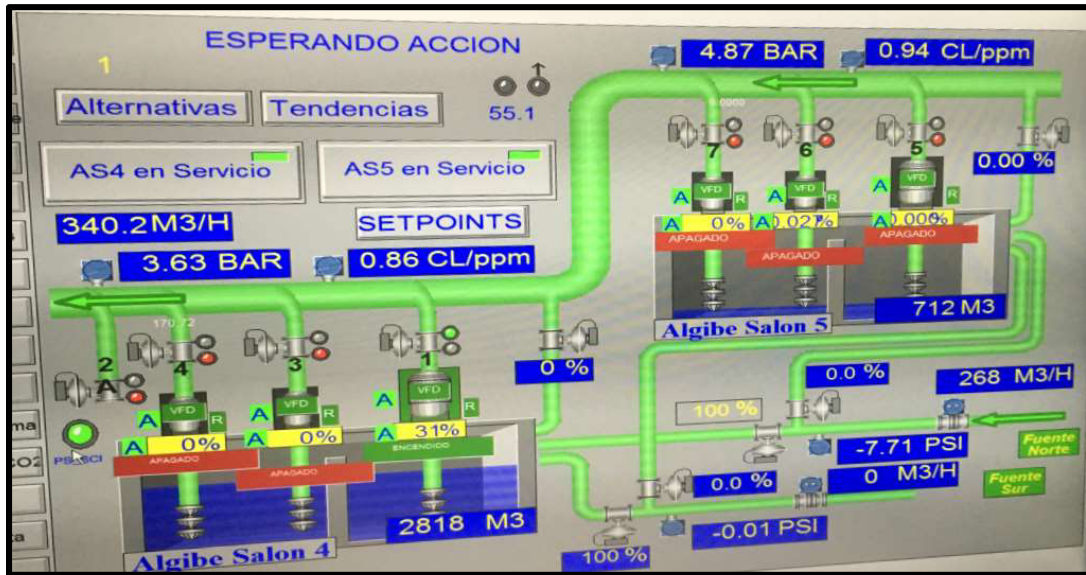 ESPERANDO ACCION
1
Alternativas
Tendencias
55.1
AS4 en Servicio
AS5 en Servicio
340.2 M3/H
SETPOINTS
3.63 BAR
0.86 CL/ppm
4.87 BAR
0.94 CL/ppm
7
6
5
0.00 %
VFD
VFD
VFD
A
R
A
R
A
R
A
0%
A
0.027%
A
APAGADO
APAGADO
APAGADO
712 M3
Algibe Salon 5
170.72
2
4
3
1
A
0 %
VFD
VFD
VFD
A
R
A
A
R
A
0%
A
0%
A
31%
APAGADO
APAGADO
ENCENDIDO
2818 M3
Algibe Salon 4
0.0 %
268 M3/H
100 %
-7.71 PSI
Fuente
Norte
0.0 %
0 M3/H
Fuente
Sur
-0.01 PSI
100 %